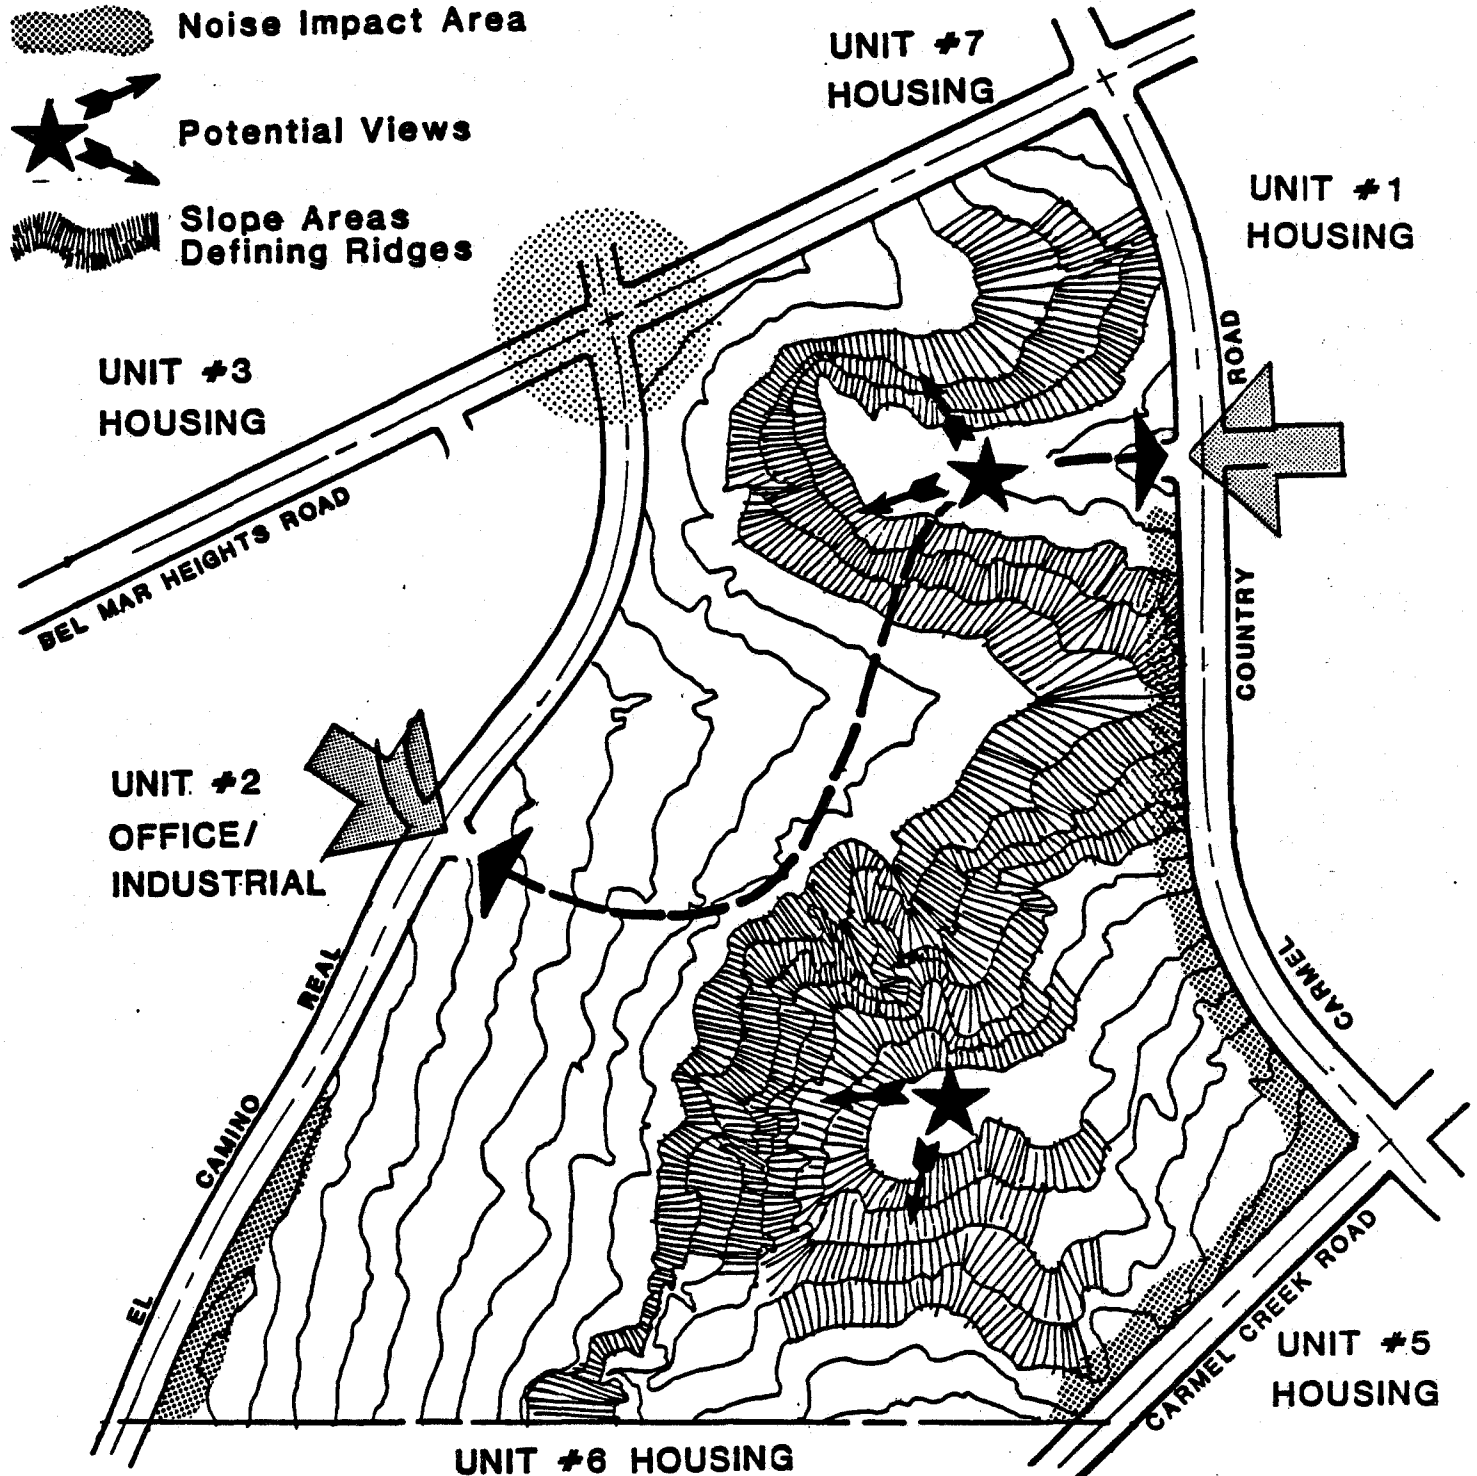 Noise Impact Area
Potential Views
Slope Areas
Defining Ridges
UNIT #7
HOUSING
UNIT #1
HOUSING
UNIT #3
HOUSING
ROAD
BEL MAR HEIGHTS ROAD
COUNTRY
UNIT #2
OFFICE/
INDUSTRIAL
REAL
CARMEL
CAMINO
EL
CARMEL CREEK ROAD
UNIT #5
HOUSING
UNIT #6 HOUSING